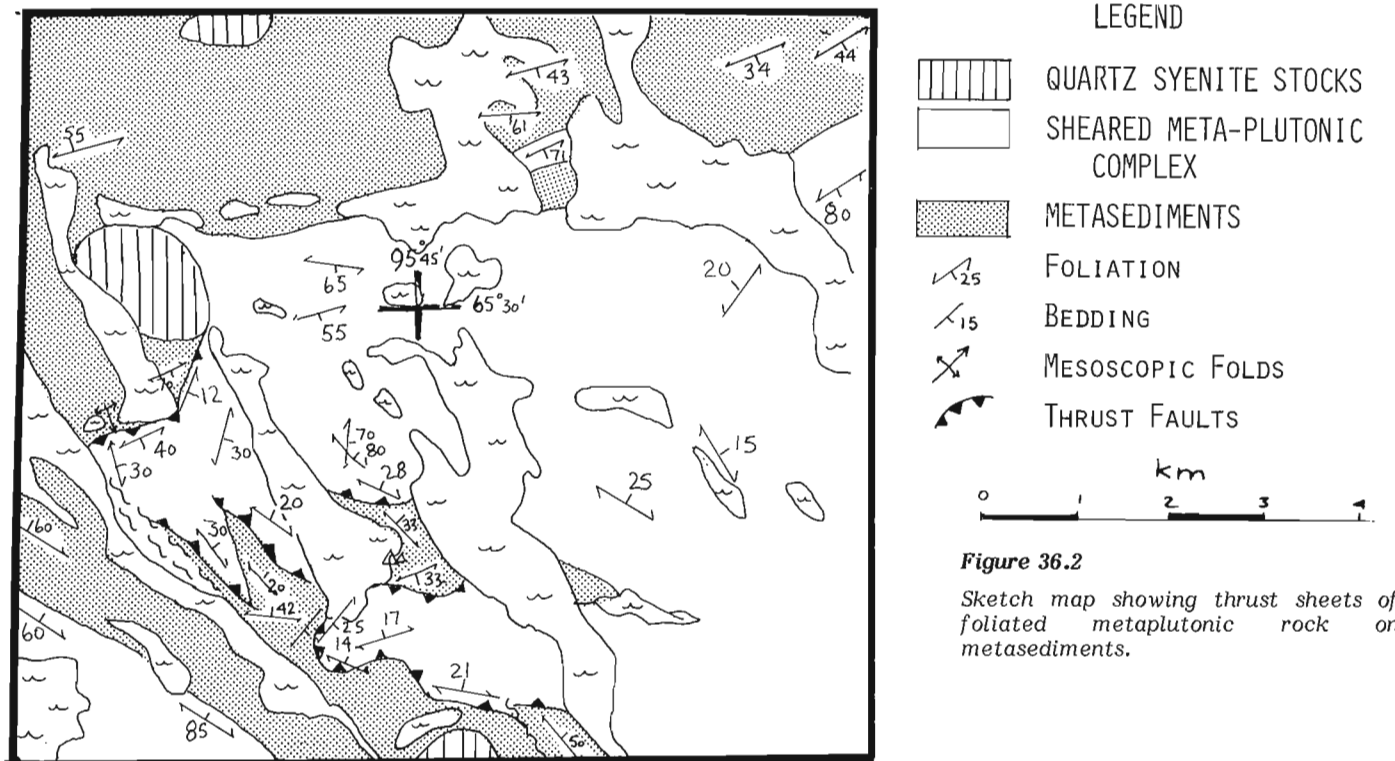 LEGEND
QUARTZ SYENITE STOCKS
SHEARED META-PLUTONIC
COMPLEX
METASEDIMENTS
25 FOLIATION
15 BEDDING
MESOSCOPIC FOLDS
THRUST FAULTS
km
0 1 2 3 4
Figure 36.2
Sketch map showing thrust sheets of
foliated metaplutonic rock on
metasediments.
34 44
43
61
55
71
80
95°45'
65 20
65°30'
55
12
70
40 30 80 15
30 28
25
20
60 30 33
20 33
42
60 25 17
14
21
85
50